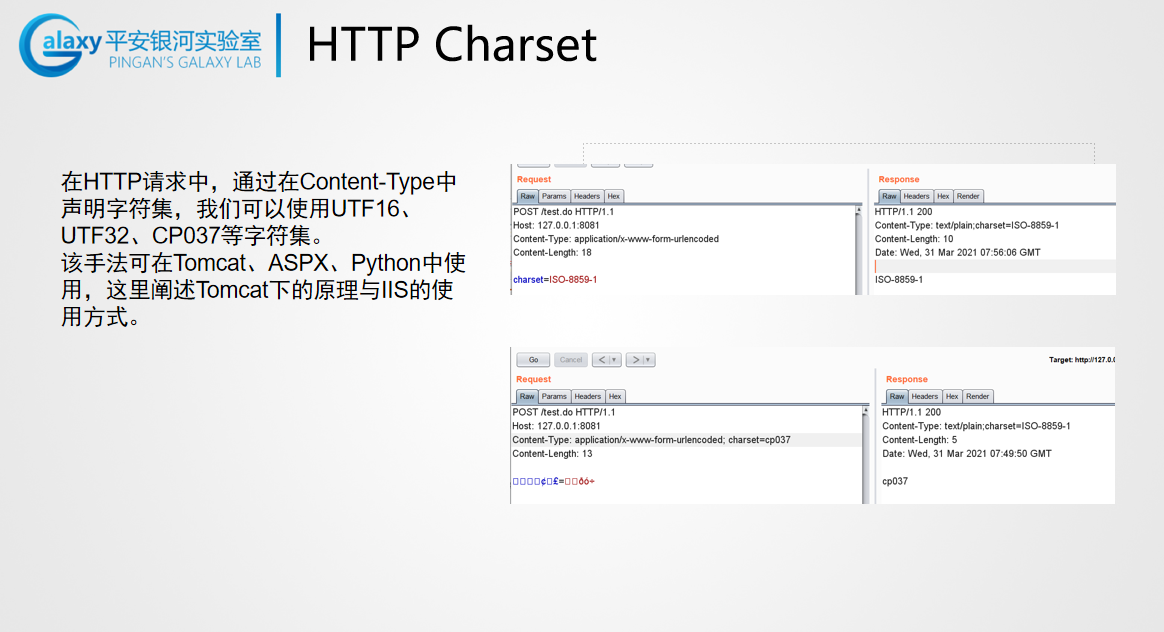 Galaxy 平安银河实验室
PINGAN'S GALAXY LAB
HTTP Charset
在HTTP请求中，通过在Content-Type中
声明字符集，我们可以使用UTF16、
UTF32、CP037等字符集。
该手法可在Tomcat、ASPX、Python中使
用，这里阐述Tomcat下的原理与IIS的使
用方式。
Request
Raw Params Headers Hex
POST /test.do HTTP/1.1
Host: 127.0.0.1:8081
Content-Type: application/x-www-form-urlencoded
Content-Length: 18
charset=ISO-8859-1
Response
Raw Headers Hex Render
HTTP/1.1 200
Content-Type: text/plain;charset=ISO-8859-1
Content-Length: 10
Date: Wed, 31 Mar 2021 07:56:06 GMT
ISO-8859-1
Go Cancel < >
Target: http://127.0.0
Request
Raw Params Headers Hex
POST /test.do HTTP/1.1
Host: 127.0.0.1:8081
Content-Type: application/x-www-form-urlencoded; charset=cp037
Content-Length: 13
¢£=ðó÷
Response
Raw Headers Hex Render
HTTP/1.1 200
Content-Type: text/plain;charset=ISO-8859-1
Content-Length: 5
Date: Wed, 31 Mar 2021 07:49:50 GMT
cp037